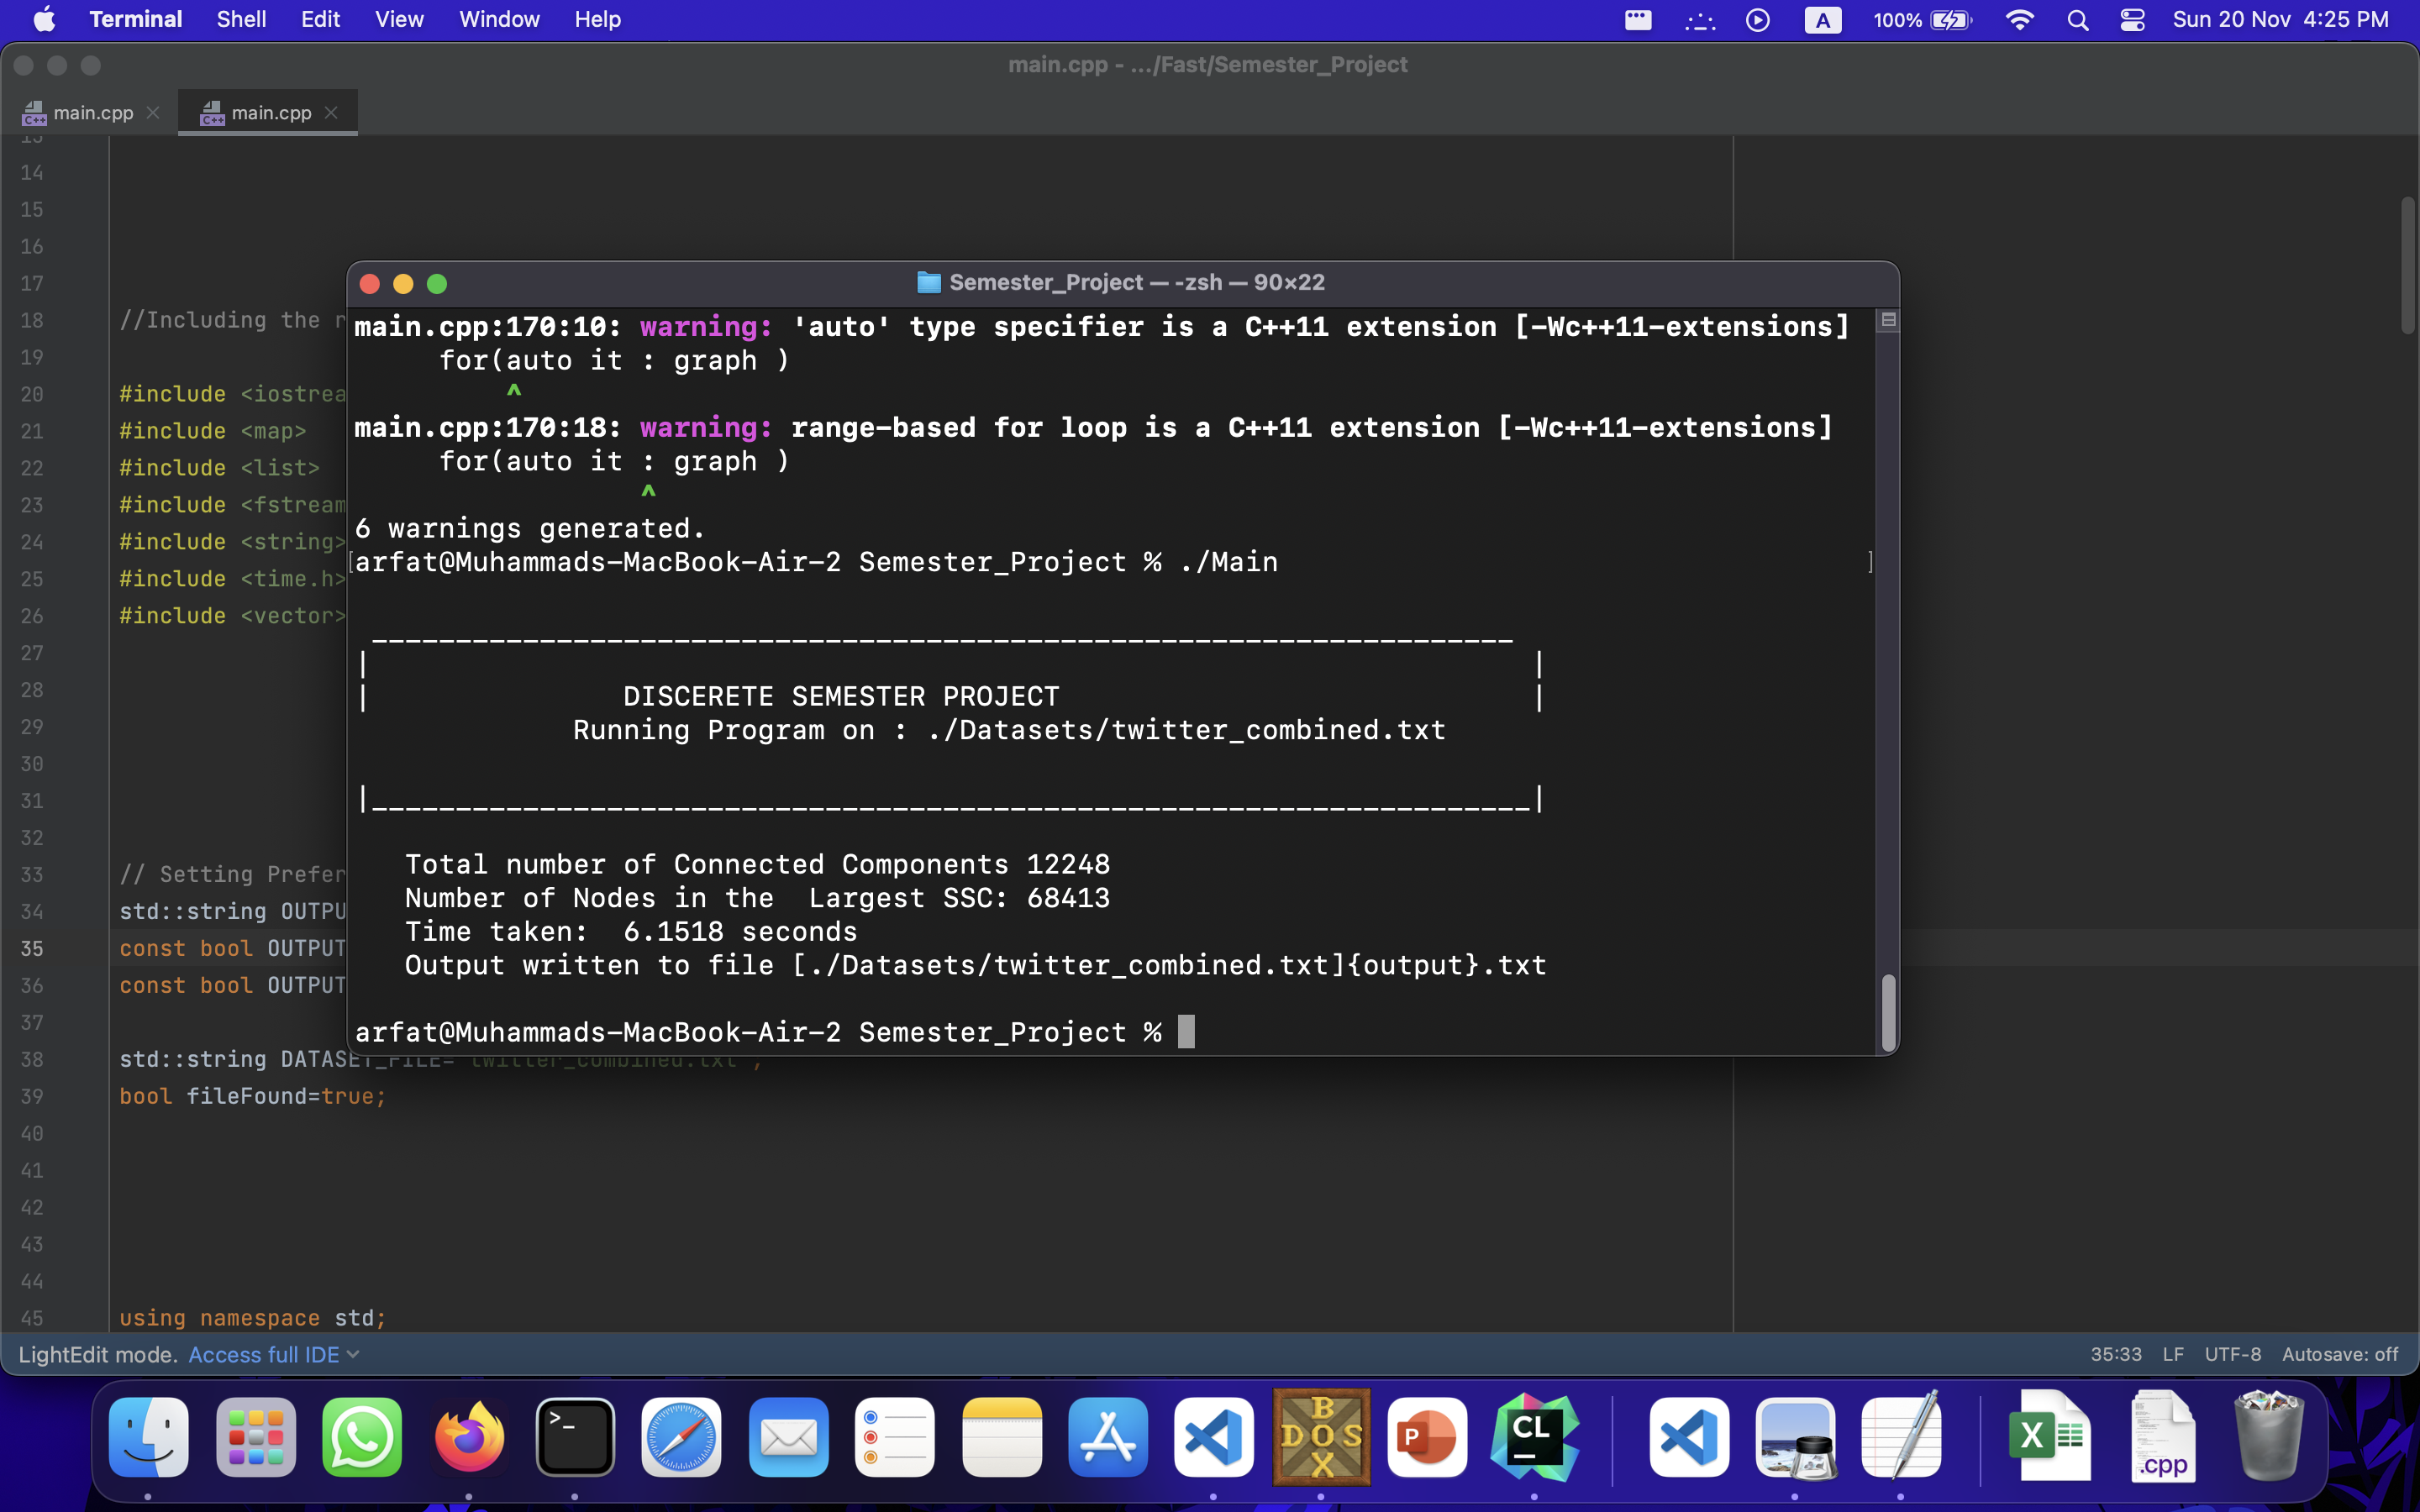 Terminal Shell Edit View Window Help A 100% Sun 20 Nov 4:25 PM
main.cpp - .../Fast/Semester_Project
C++ main.cpp C++ main.cpp
14
15
16
17
18 //Including the r
19
20 #include <iostrea
21 #include <map>
22 #include <list>
23 #include <fstream
24 #include <string>
25 #include <time.h>
26 #include <vector>
27
28
29
30
31
32
33 // Setting Prefer
34 std::string OUTPU
35 const bool OUTPUT
36 const bool OUTPUT
37
38 std::string DATASET_FILE="twitter_combined.txt";
39 bool fileFound=true;
40
41
42
43
44
45 using namespace std;
Semester_Project — -zsh — 90×22
main.cpp:170:10: warning: 'auto' type specifier is a C++11 extension [-Wc++11-extensions]
for(auto it : graph )
^
main.cpp:170:18: warning: range-based for loop is a C++11 extension [-Wc++11-extensions]
for(auto it : graph )
^
6 warnings generated.
[arfat@Muhammads-MacBook-Air-2 Semester_Project % ./Main ]
DISCERETE SEMESTER PROJECT
Running Program on : ./Datasets/twitter_combined.txt
Total number of Connected Components 12248
Number of Nodes in the  Largest SSC: 68413
Time taken:  6.1518 seconds
Output written to file [./Datasets/twitter_combined.txt]{output}.txt
arfat@Muhammads-MacBook-Air-2 Semester_Project %
LightEdit mode. Access full IDE 35:33 LF UTF-8 Autosave: off
>_ BOX DOS P CL X .cpp